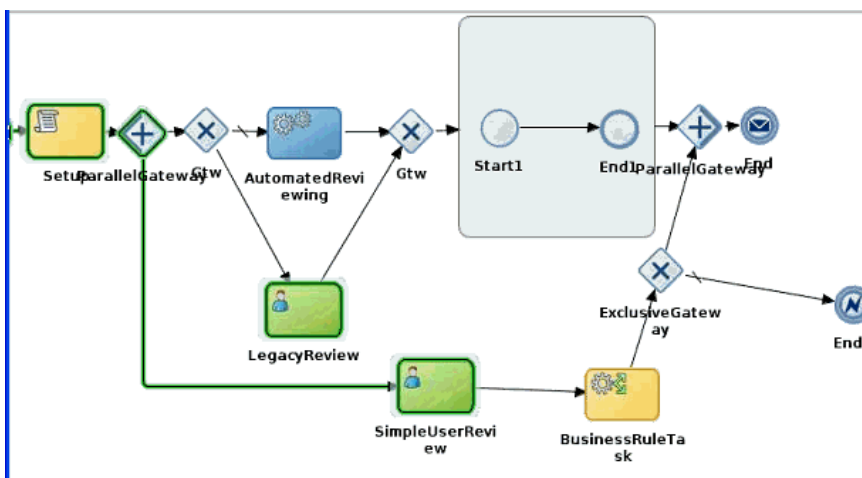 Setup
ParallelGateway
Gtw
AutomatedRevi
ewing
Gtw
Start1
End1
ParallelGateway
End
LegacyReview
ExclusiveGatew
ay
End
SimpleUserRevi
ew
BusinessRuleTa
sk